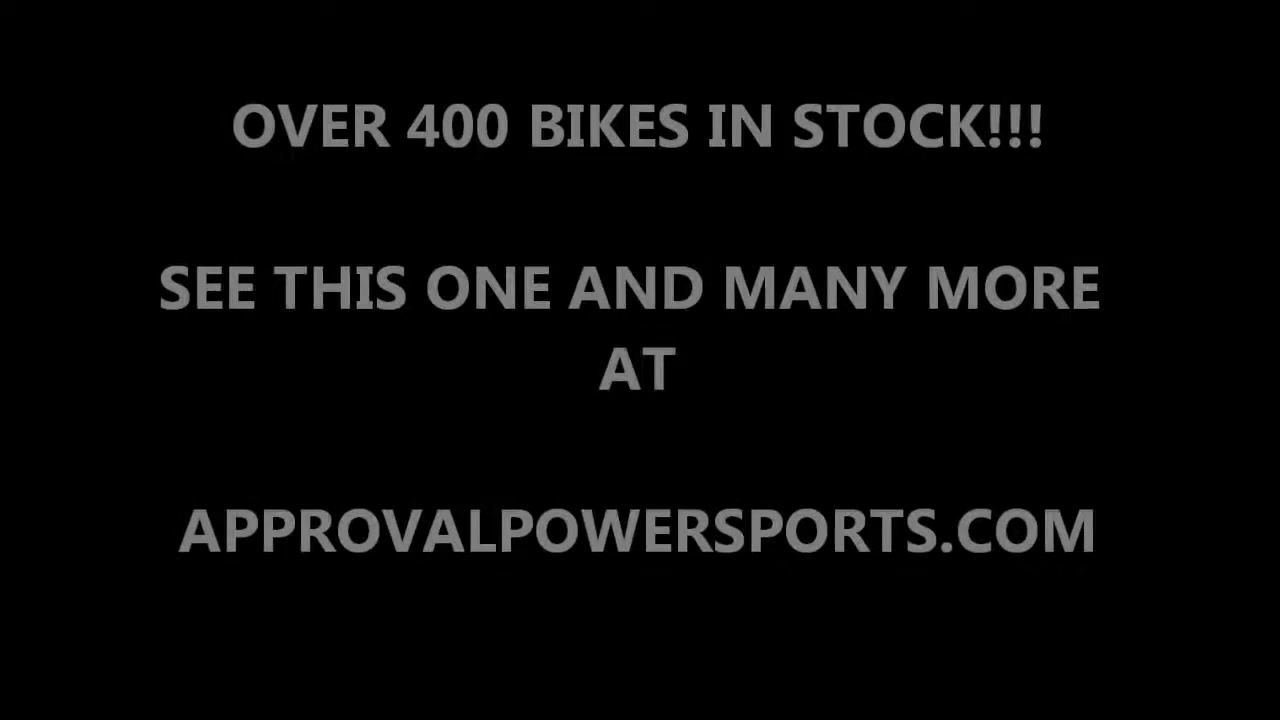 OVER 400 BIKES IN STOCK!!!
SEE THIS ONE AND MANY MORE
AT
APPROVALPOWERSPORTS.COM